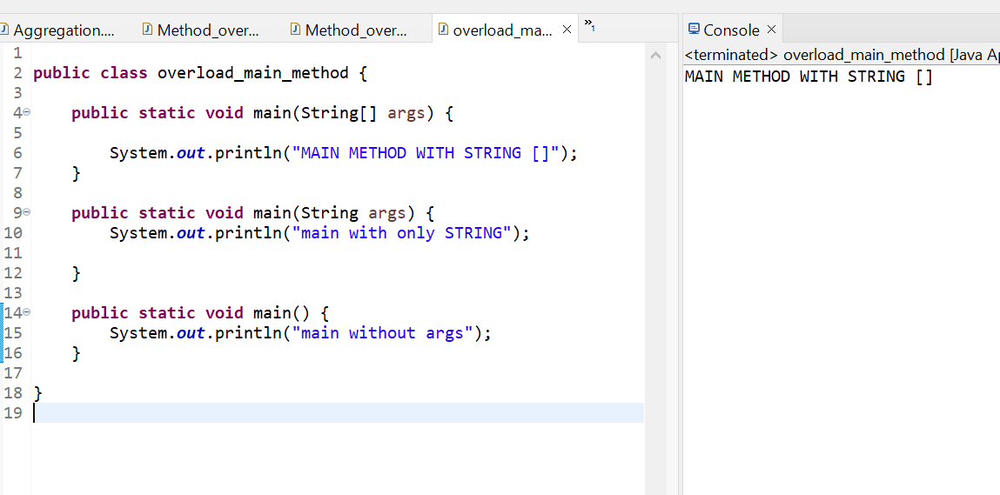 Aggregation.... Method_over... Method_over... overload_ma... »1
1
2 public class overload_main_method {
3
4 public static void main(String[] args) {
5
6 System.out.println("MAIN METHOD WITH STRING []");
7 }
8
9 public static void main(String args) {
10 System.out.println("main with only STRING");
11
12 }
13
14 public static void main() {
15 System.out.println("main without args");
16 }
17
18 }
19
Console
<terminated> overload_main_method [Java Ap
MAIN METHOD WITH STRING []